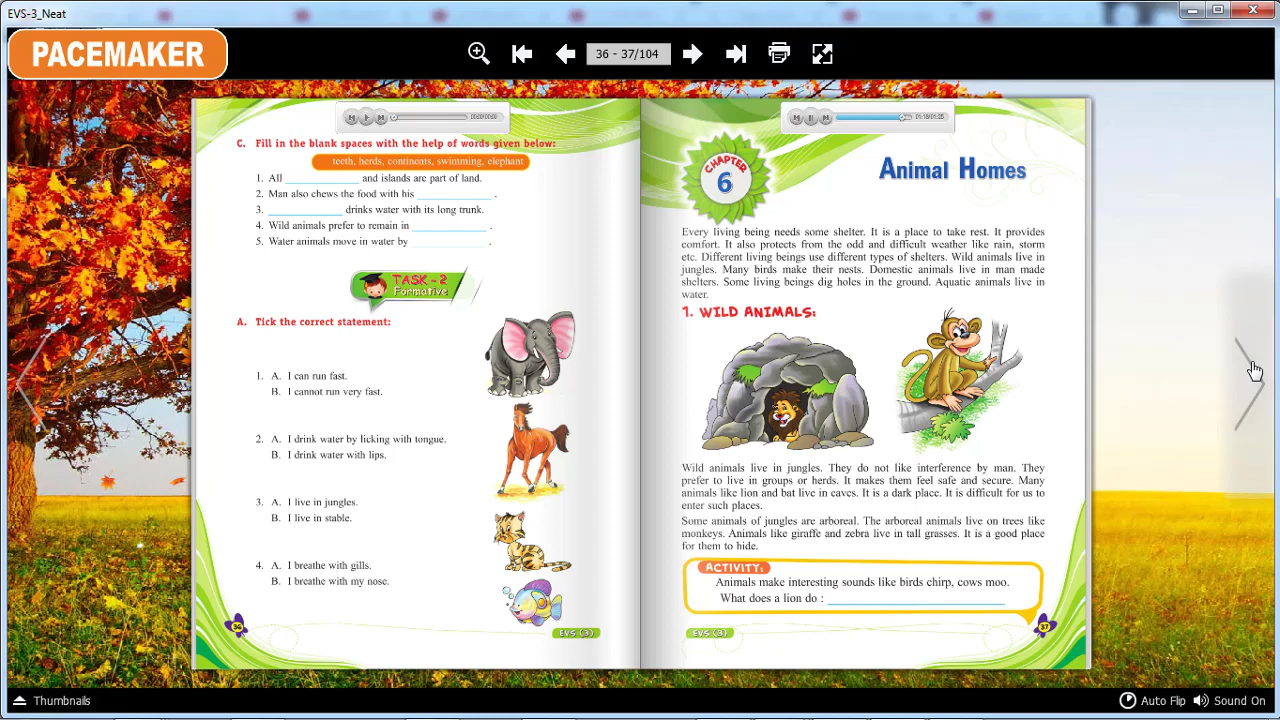 EVS-3_Neat
PACEMAKER
36 - 37/104
00:00/00:00
C. Fill in the blank spaces with the help of words given below:
teeth, herds, continents, swimming, elephant
1. All and islands are part of land.
2. Man also chews the food with his .
3. drinks water with its long trunk.
4. Wild animals prefer to remain in .
5. Water animals move in water by .
TASK - 2
Formative
A. Tick the correct statement:
1. A. I can run fast.
B. I cannot run very fast.
2. A. I drink water by licking with tongue.
B. I drink water with lips.
3. A. I live in jungles.
B. I live in stable.
4. A. I breathe with gills.
B. I breathe with my nose.
36
EVS (3)
CHAPTER
6
Animal Homes
Every living being needs some shelter. It is a place to take rest. It provides
comfort. It also protects from the odd and difficult weather like rain, storm
etc. Different living beings use different types of shelters. Wild animals live in
jungles. Many birds make their nests. Domestic animals live in man made
shelters. Some living beings dig holes in the ground. Aquatic animals live in
water.
1. WILD ANIMALS:
Wild animals live in jungles. They do not like interference by man. They
prefer to live in groups or herds. It makes them feel safe and secure. Many
animals like lion and bat live in caves. It is a dark place. It is difficult for us to
enter such places.
Some animals of jungles are arboreal. The arboreal animals live on trees like
monkeys. Animals like giraffe and zebra live in tall grasses. It is a good place
for them to hide.
ACTIVITY:
Animals make interesting sounds like birds chirp, cows moo.
What does a lion do :
EVS (3)
37
Thumbnails
Auto Flip
Sound On